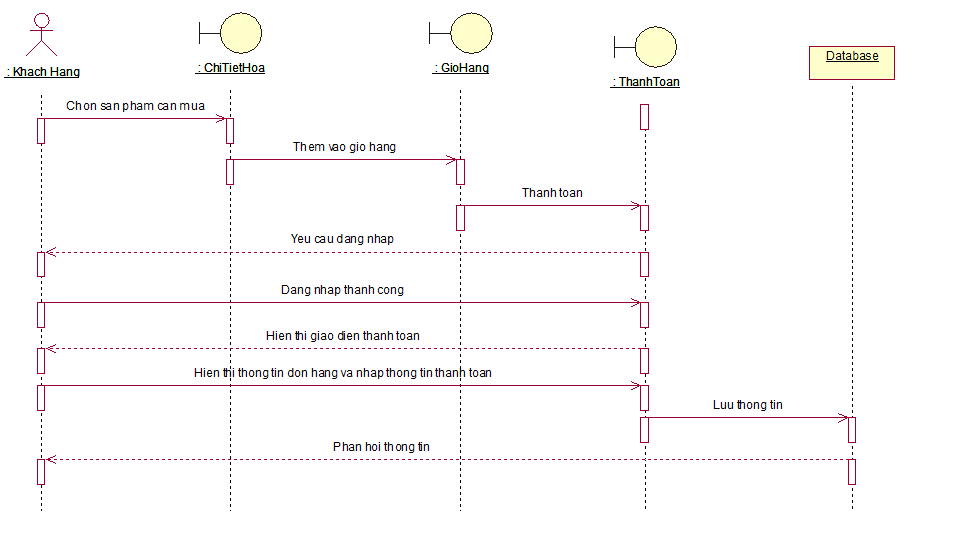 : Khach Hang
: ChiTietHoa
: GioHang
: ThanhToan
Database
Chon san pham can mua
Them vao gio hang
Thanh toan
Yeu cau dang nhap
Dang nhap thanh cong
Hien thi giao dien thanh toan
Hien thi thong tin don hang va nhap thong tin thanh toan
Luu thong tin
Phan hoi thong tin